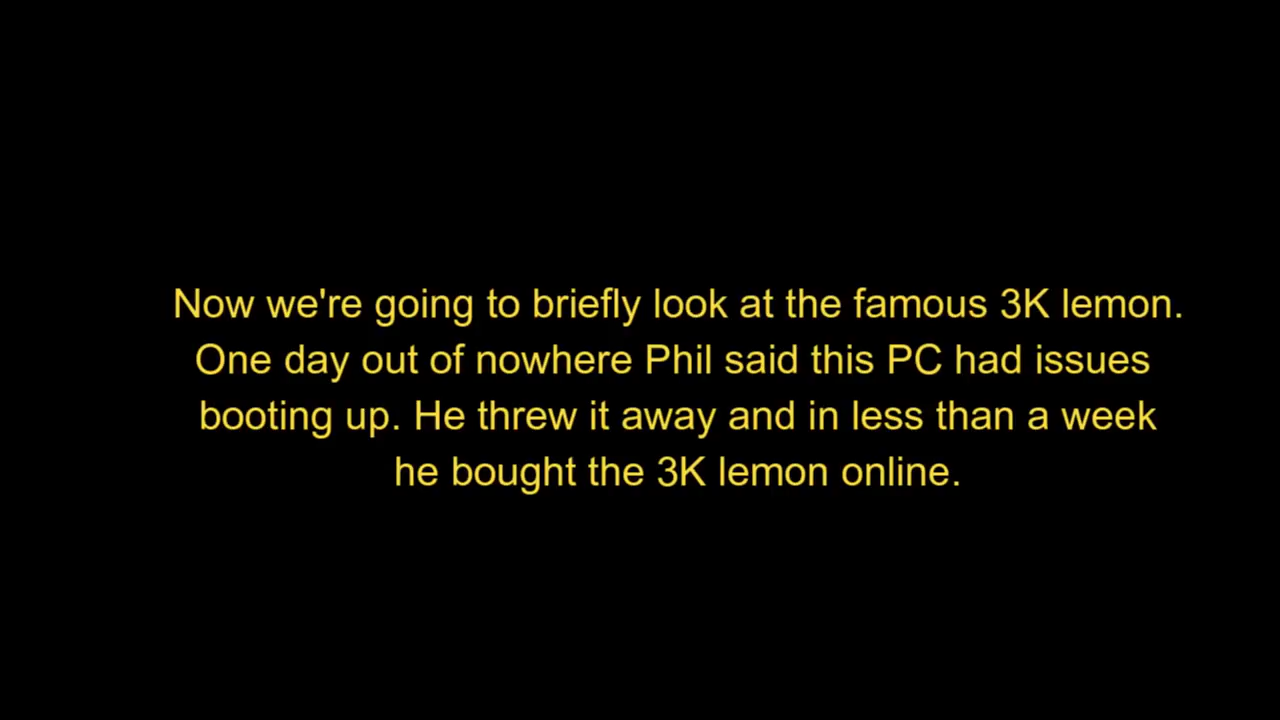 Now we're going to briefly look at the famous 3K lemon.
One day out of nowhere Phil said this PC had issues
booting up. He threw it away and in less than a week
he bought the 3K lemon online.